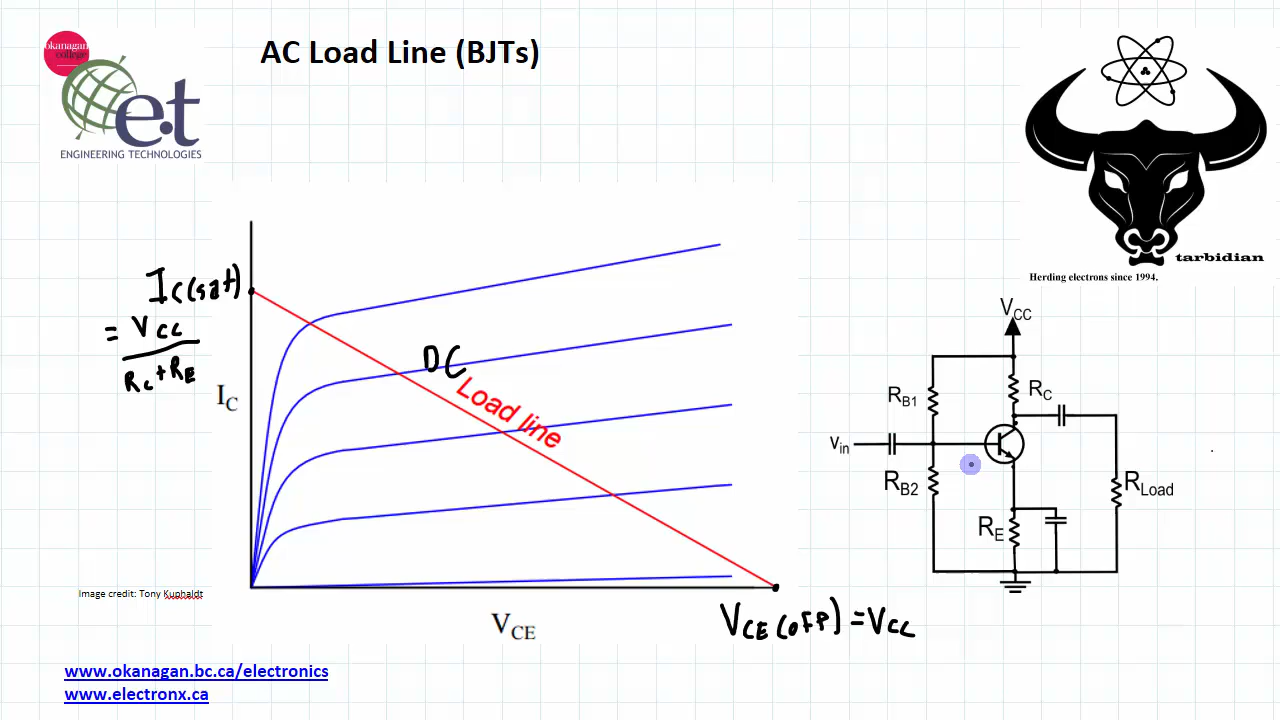 okanagan
college
e.t
ENGINEERING TECHNOLOGIES
AC Load Line (BJTs)
tarbidian
Herding electrons since 1994.
IC(sat)
= VCC
RC+RE
IC
DC
Load line
VCE
VCE(OFF)=VCC
VCC
RB1
RC
Vin
RB2
RLoad
RE
Image credit: Tony Kuphaldt
www.okanagan.bc.ca/electronics
www.electronx.ca